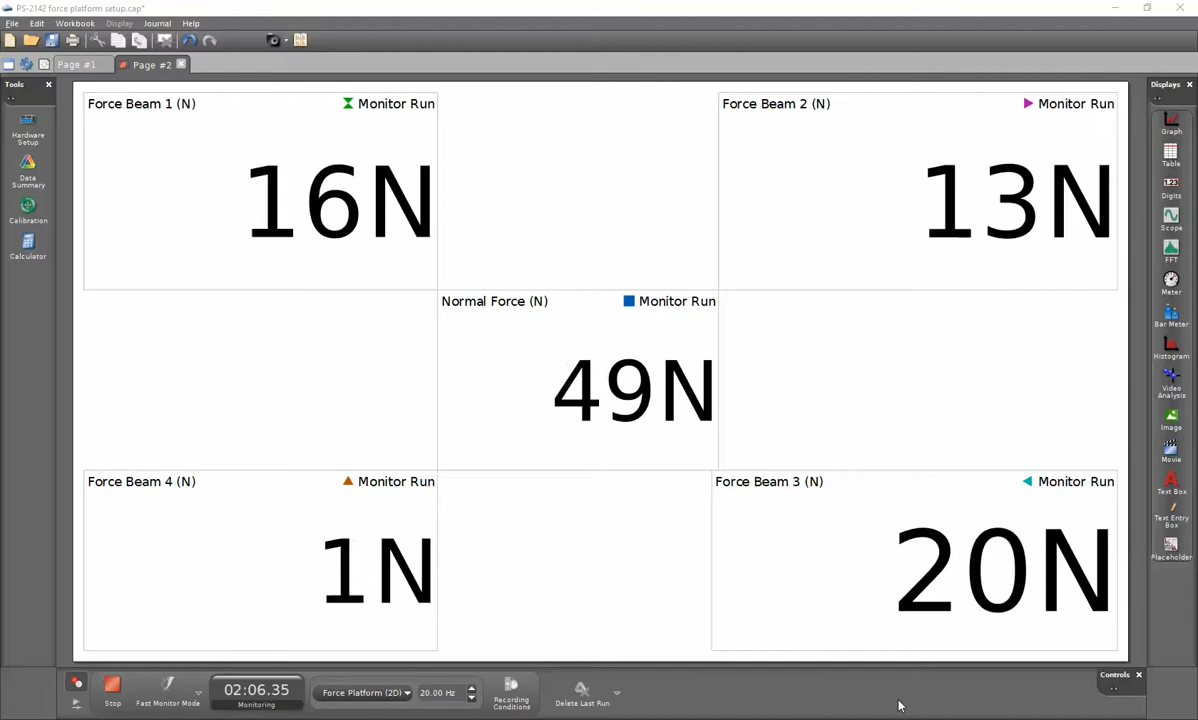 PS-2142 force platform setup.cap*
File Edit Workbook Display Journal Help
Page #1 Page #2
Tools
Hardware
Setup
Data
Summary
Calibration
Calculator
Force Beam 1 (N) Monitor Run
16N
Force Beam 2 (N) Monitor Run
13N
Normal Force (N) Monitor Run
49N
Force Beam 4 (N) Monitor Run
1N
Force Beam 3 (N) Monitor Run
20N
Displays
Graph
Table
1.23
Digits
Scope
FFT
Meter
Bar Meter
Histogram
Video
Analysis
Image
Movie
Text Box
Text Entry
Box
Placeholder
Stop
Fast Monitor Mode
02:06.35
Monitoring
Force Platform (2D)
20.00 Hz
Recording
Conditions
Delete Last Run
Controls